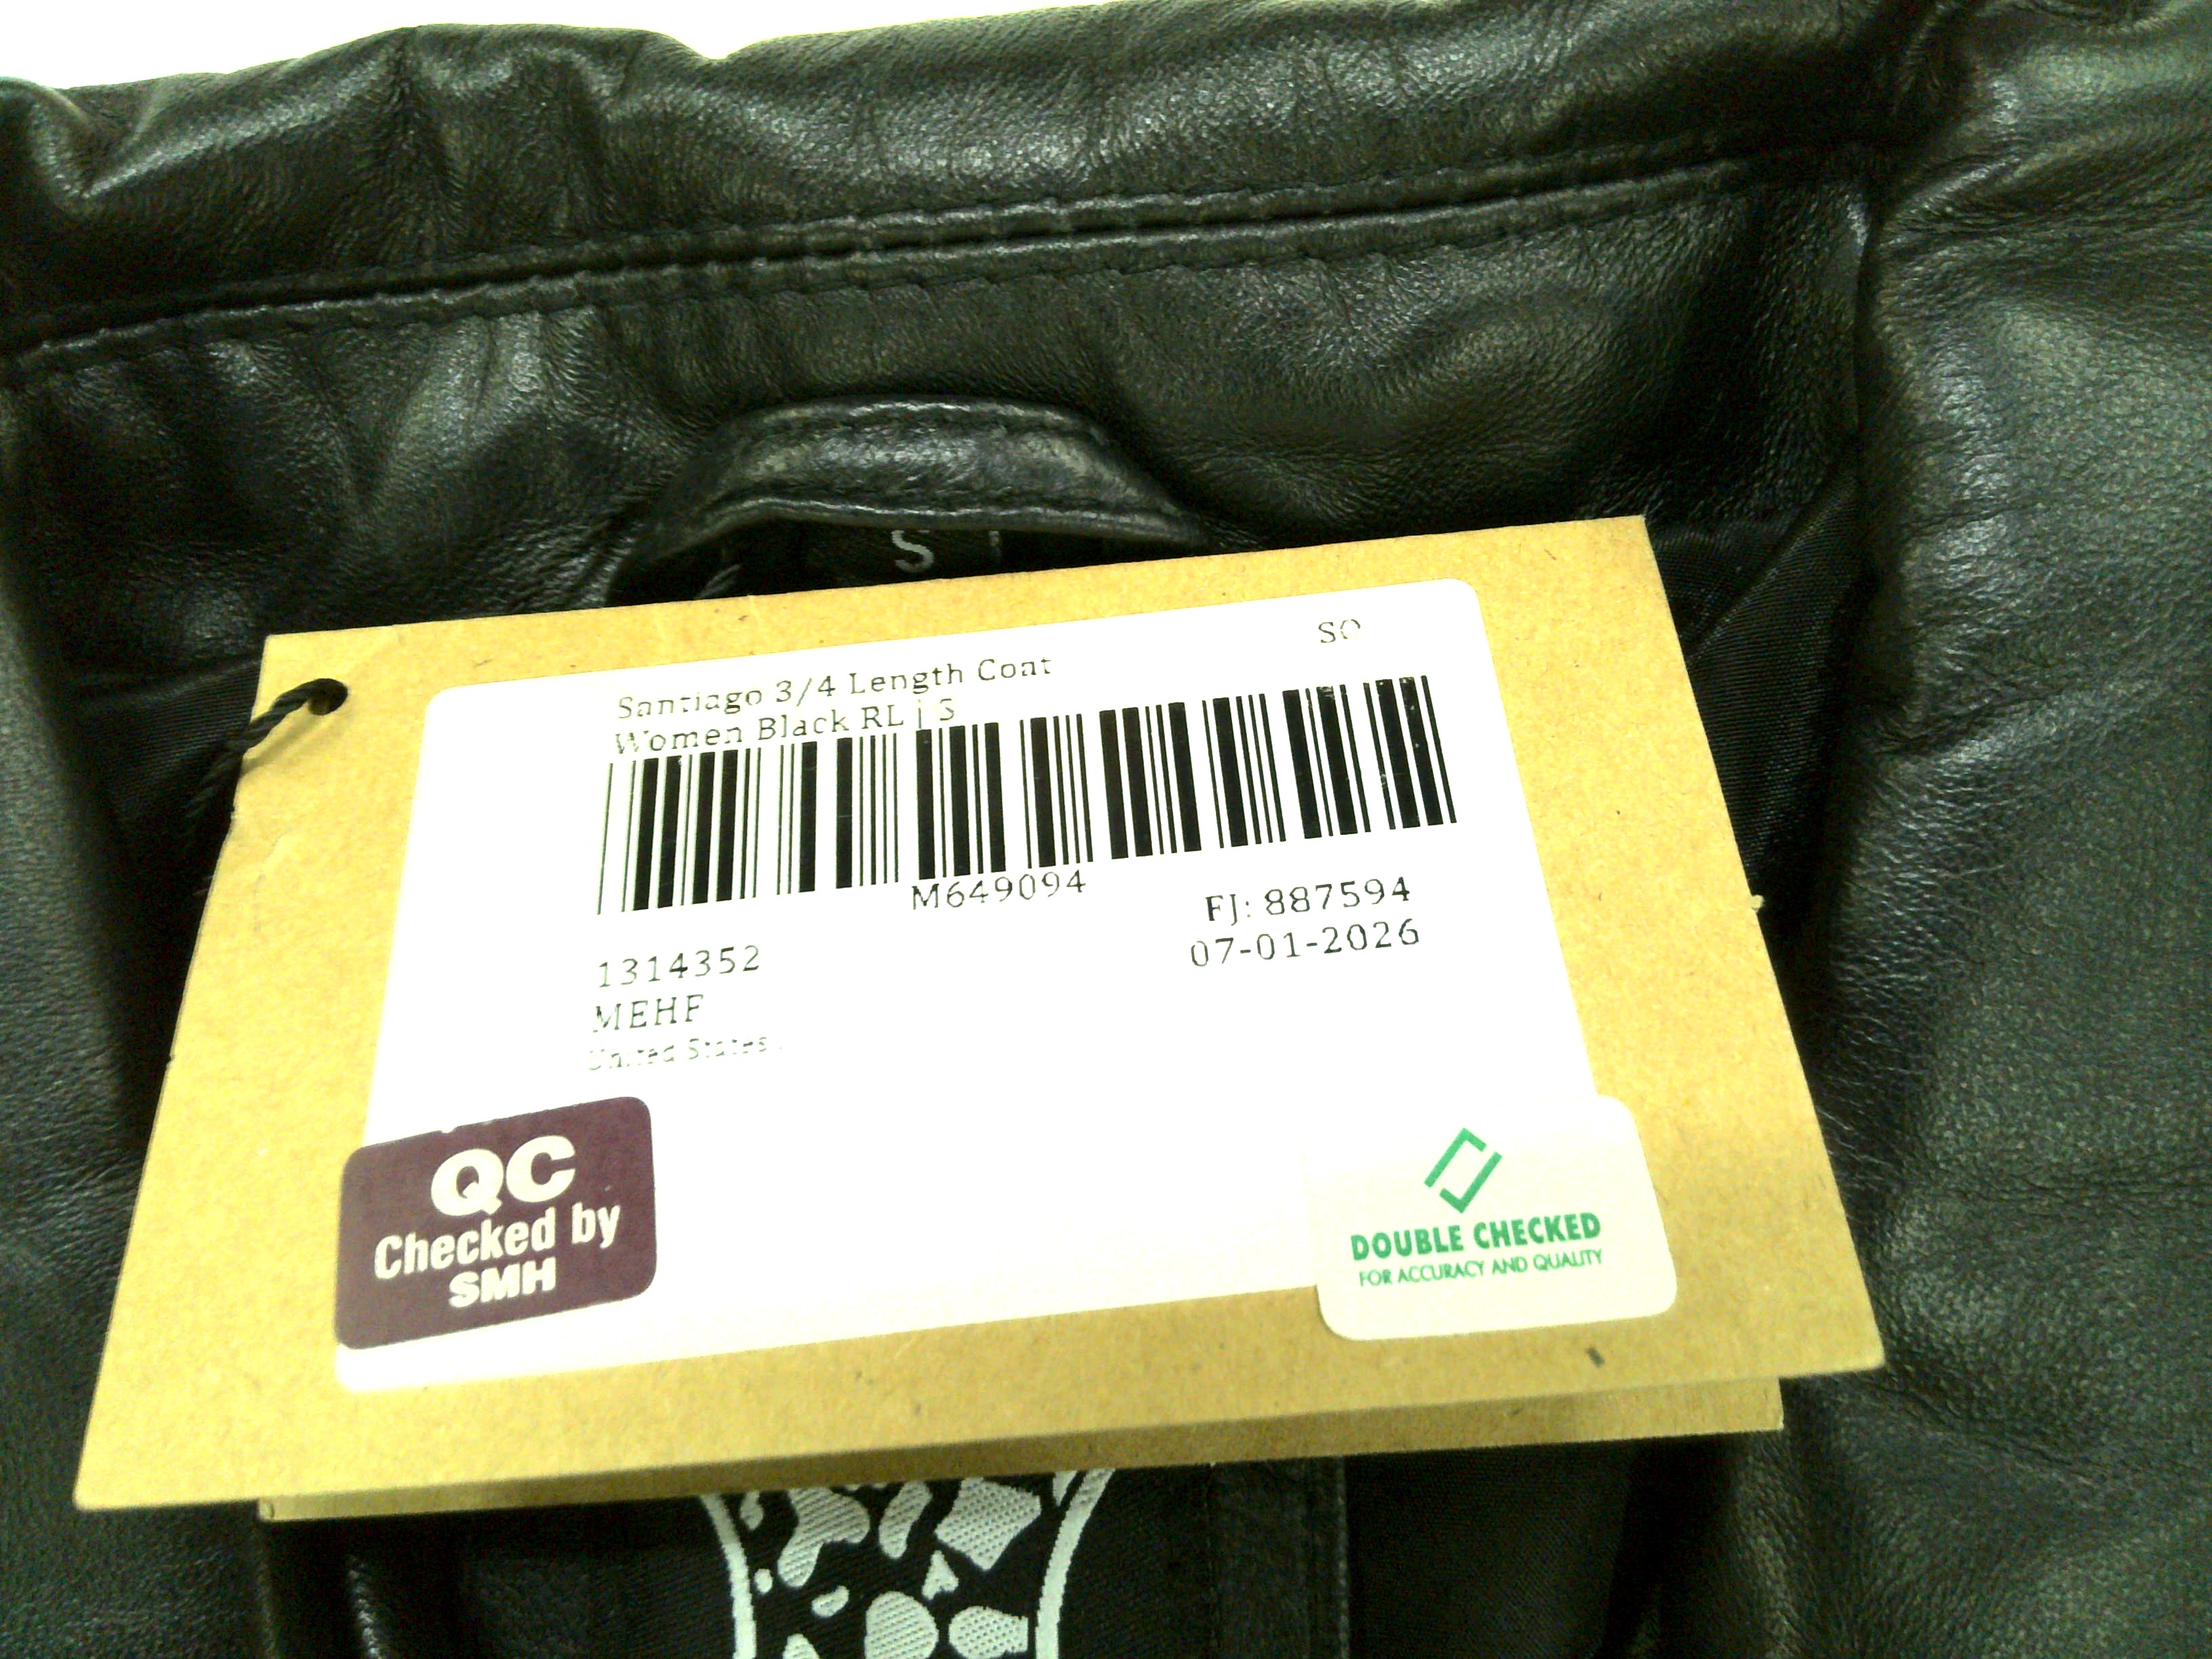 S
SO
Santiago 3/4 Length Coat
Women Black RL | S
M649094
FJ: 887594
07-01-2026
1314352
MEHF
United States
QC
Checked by
SMH
DOUBLE CHECKED
FOR ACCURACY AND QUALITY